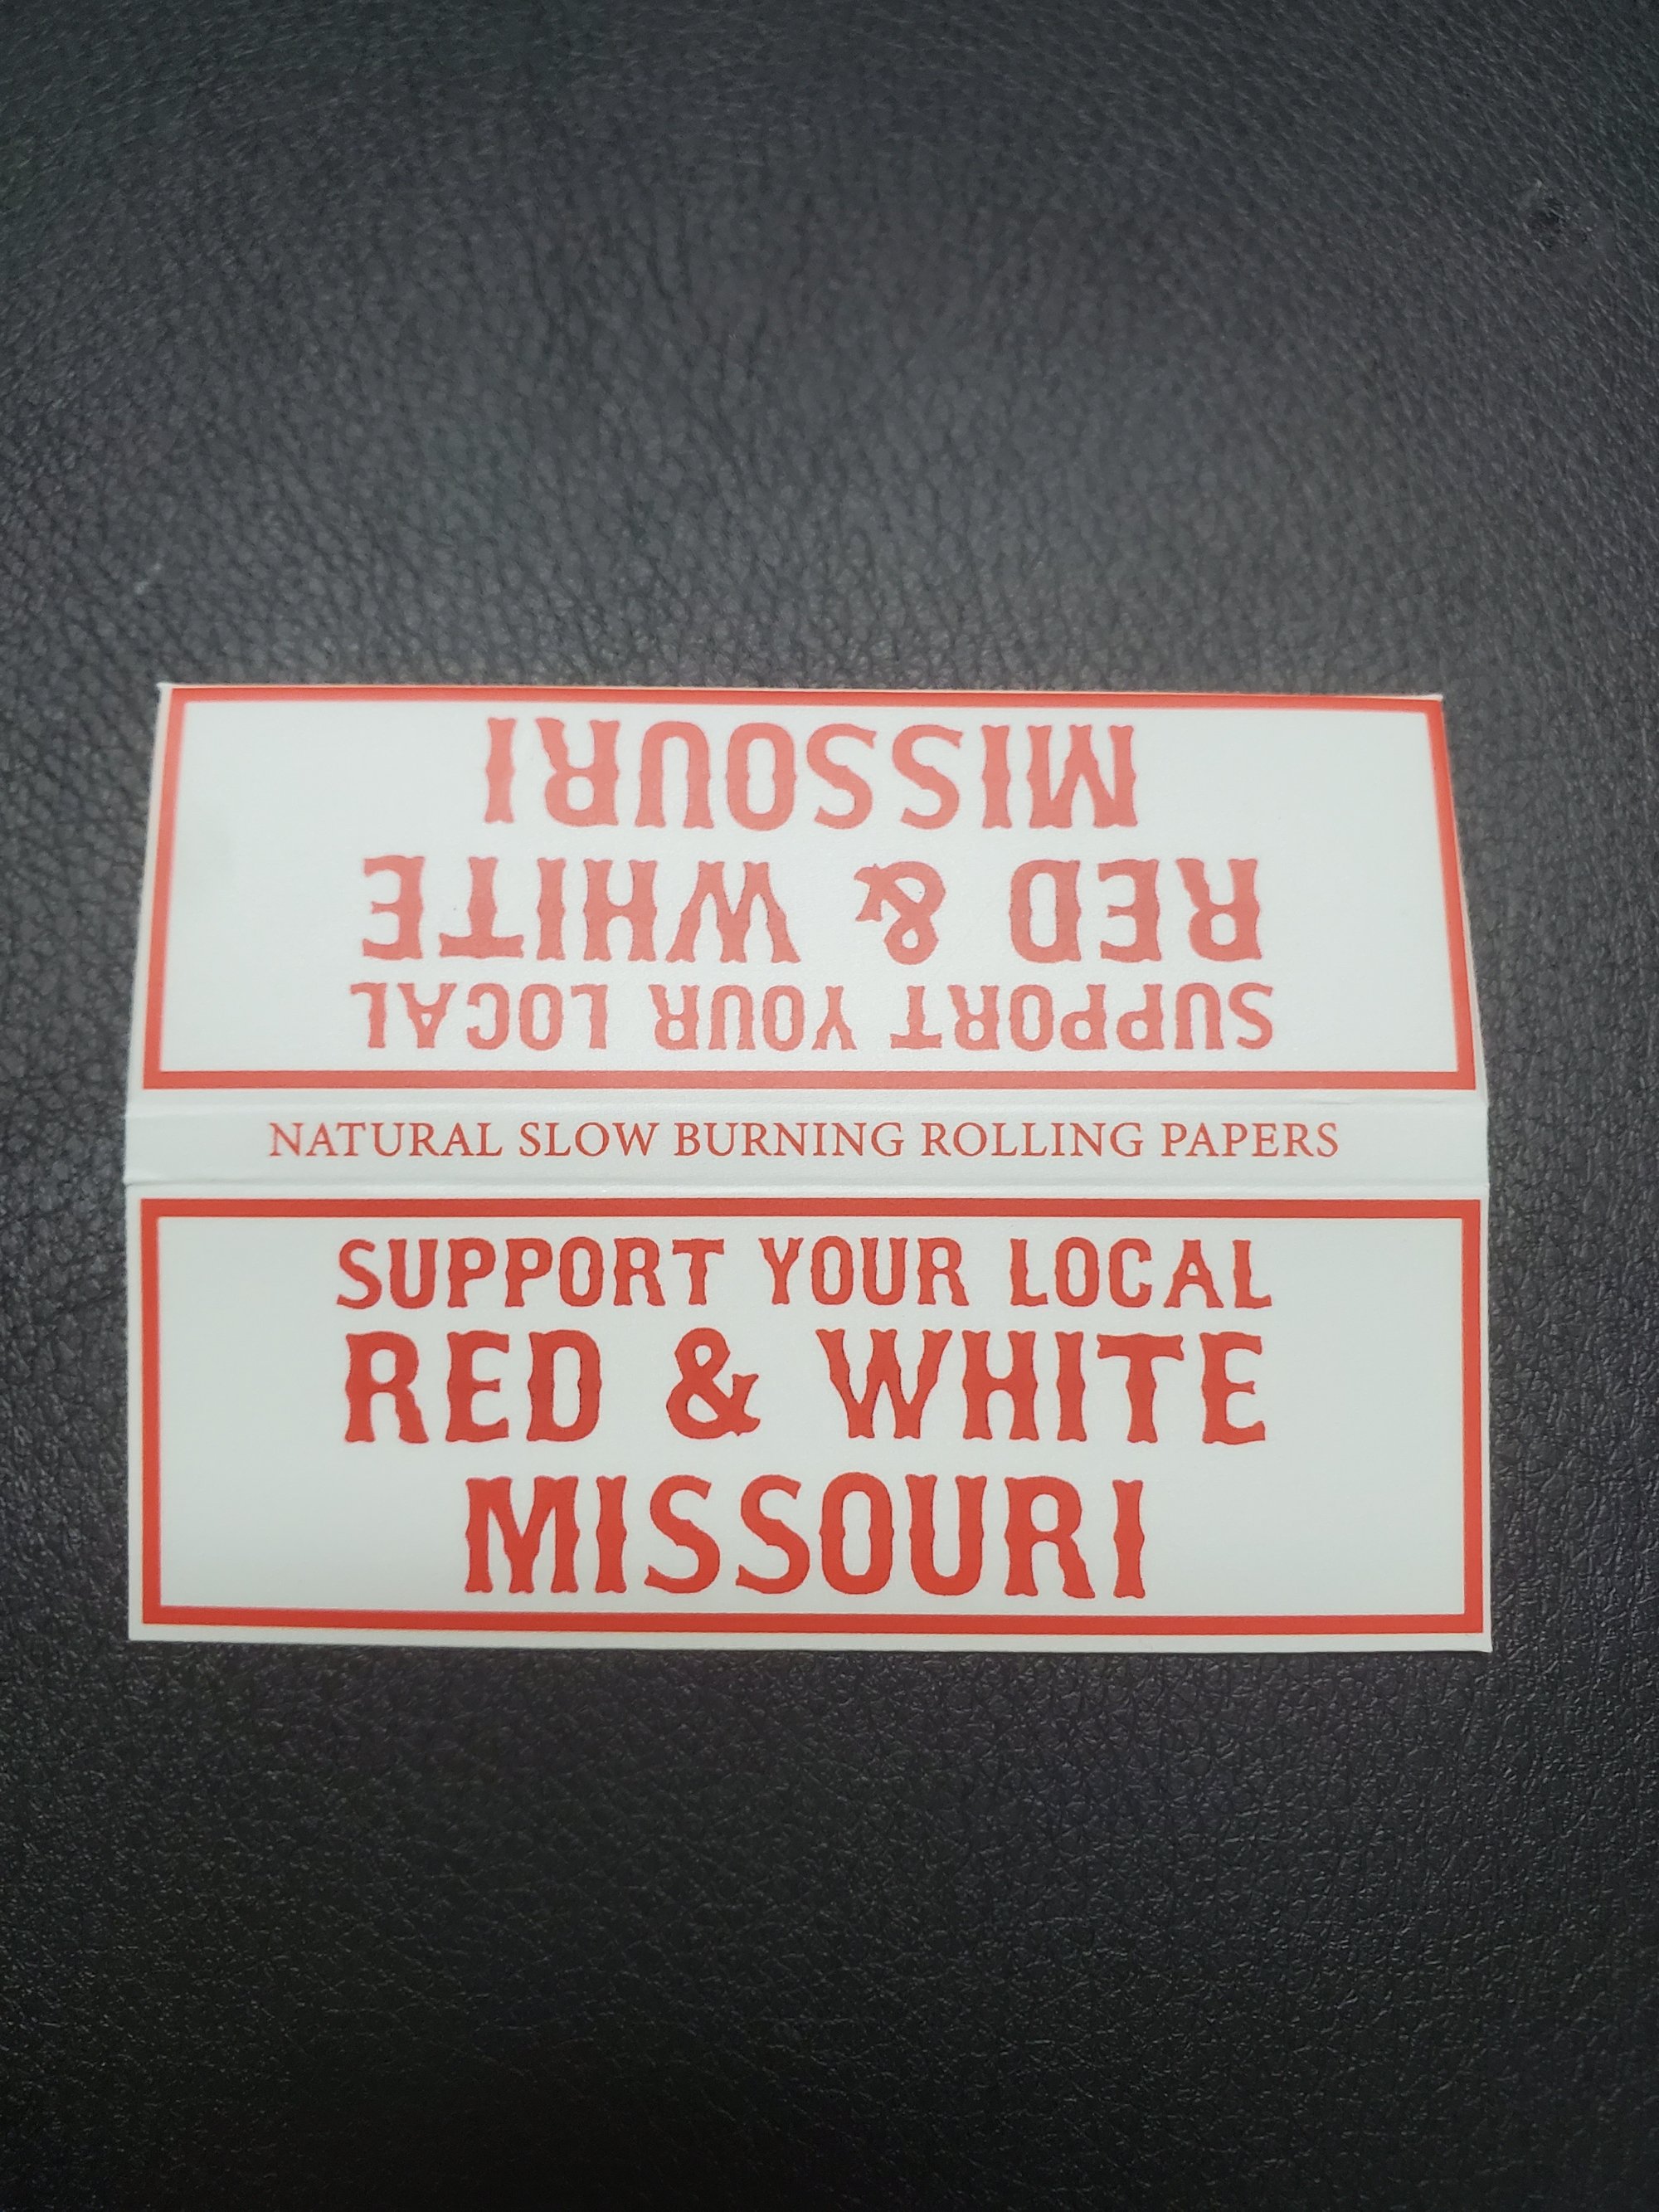 SUPPORT YOUR LOCAL
RED & WHITE
MISSOURI
NATURAL SLOW BURNING ROLLING PAPERS
SUPPORT YOUR LOCAL
RED & WHITE
MISSOURI